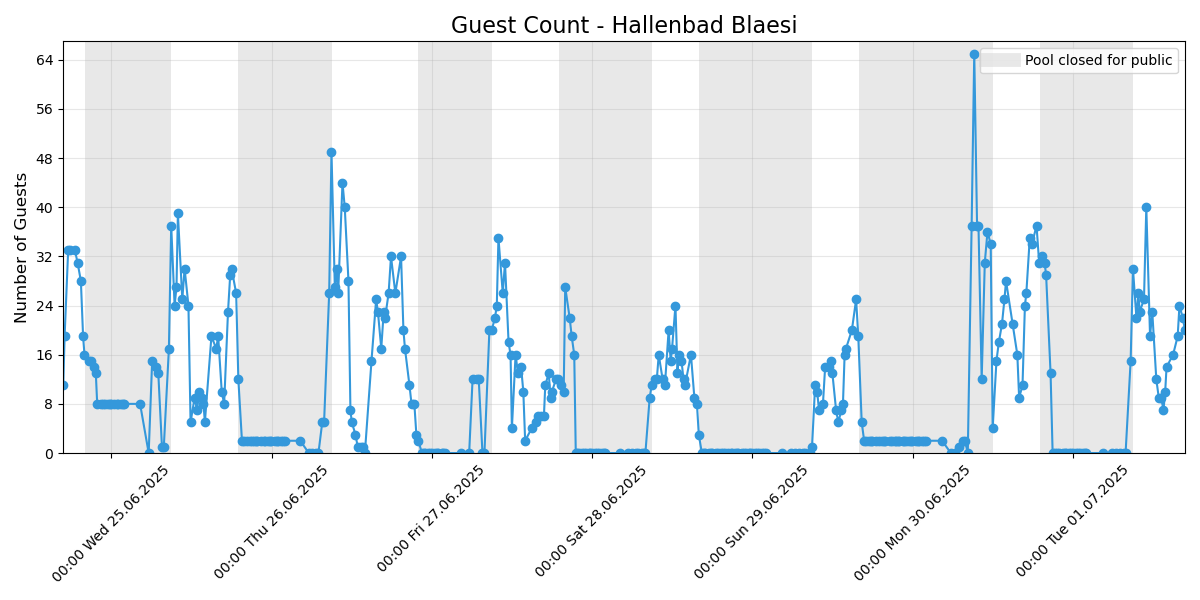 Guest Count - Hallenbad Blaesi
Pool closed for public
Number of Guests
64
56
48
40
32
24
16
8
0
00:00 Wed 25.06.2025
00:00 Thu 26.06.2025
00:00 Fri 27.06.2025
00:00 Sat 28.06.2025
00:00 Sun 29.06.2025
00:00 Mon 30.06.2025
00:00 Tue 01.07.2025